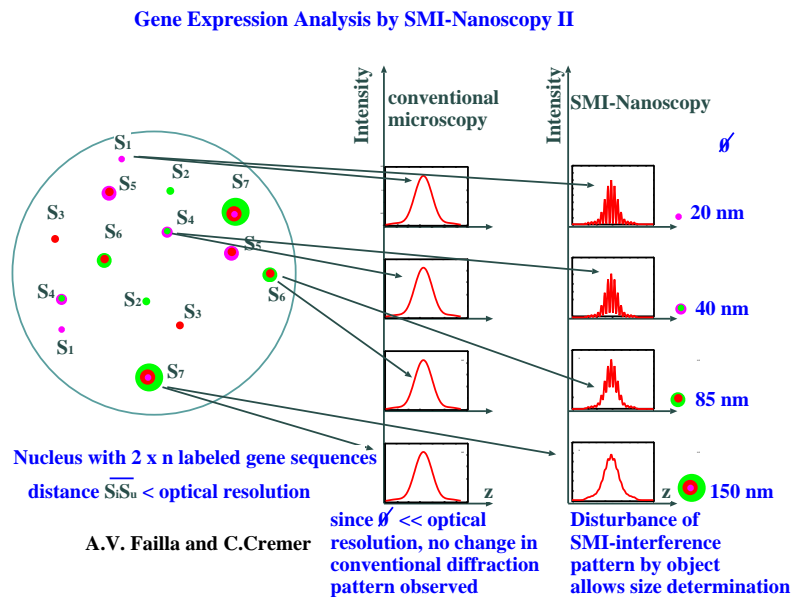 Gene Expression Analysis by SMI-Nanoscopy II
Intensity
conventional
microscopy
Intensity
SMI-Nanoscopy
Ø
S1
S2
S5
S7
S3
S4
S6
S5
S6
S4
S2
S3
S1
S7
20 nm
40 nm
85 nm
150 nm
z
z
Nucleus with 2 x n labeled gene sequences
distance SiSn < optical resolution
A.V. Failla and C.Cremer
since Ø << optical
resolution, no change in
conventional diffraction
pattern observed
Disturbance of
SMI-interference
pattern by object
allows size determination